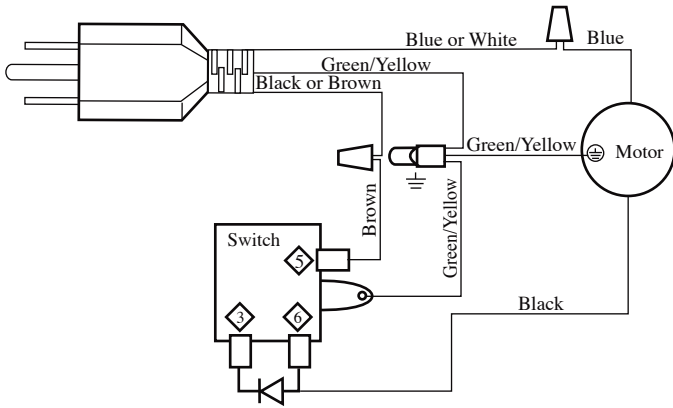 Blue or White
Blue
Green/Yellow
Black or Brown
Green/Yellow
Motor
Brown
Green/Yellow
Switch
5
3
6
Black